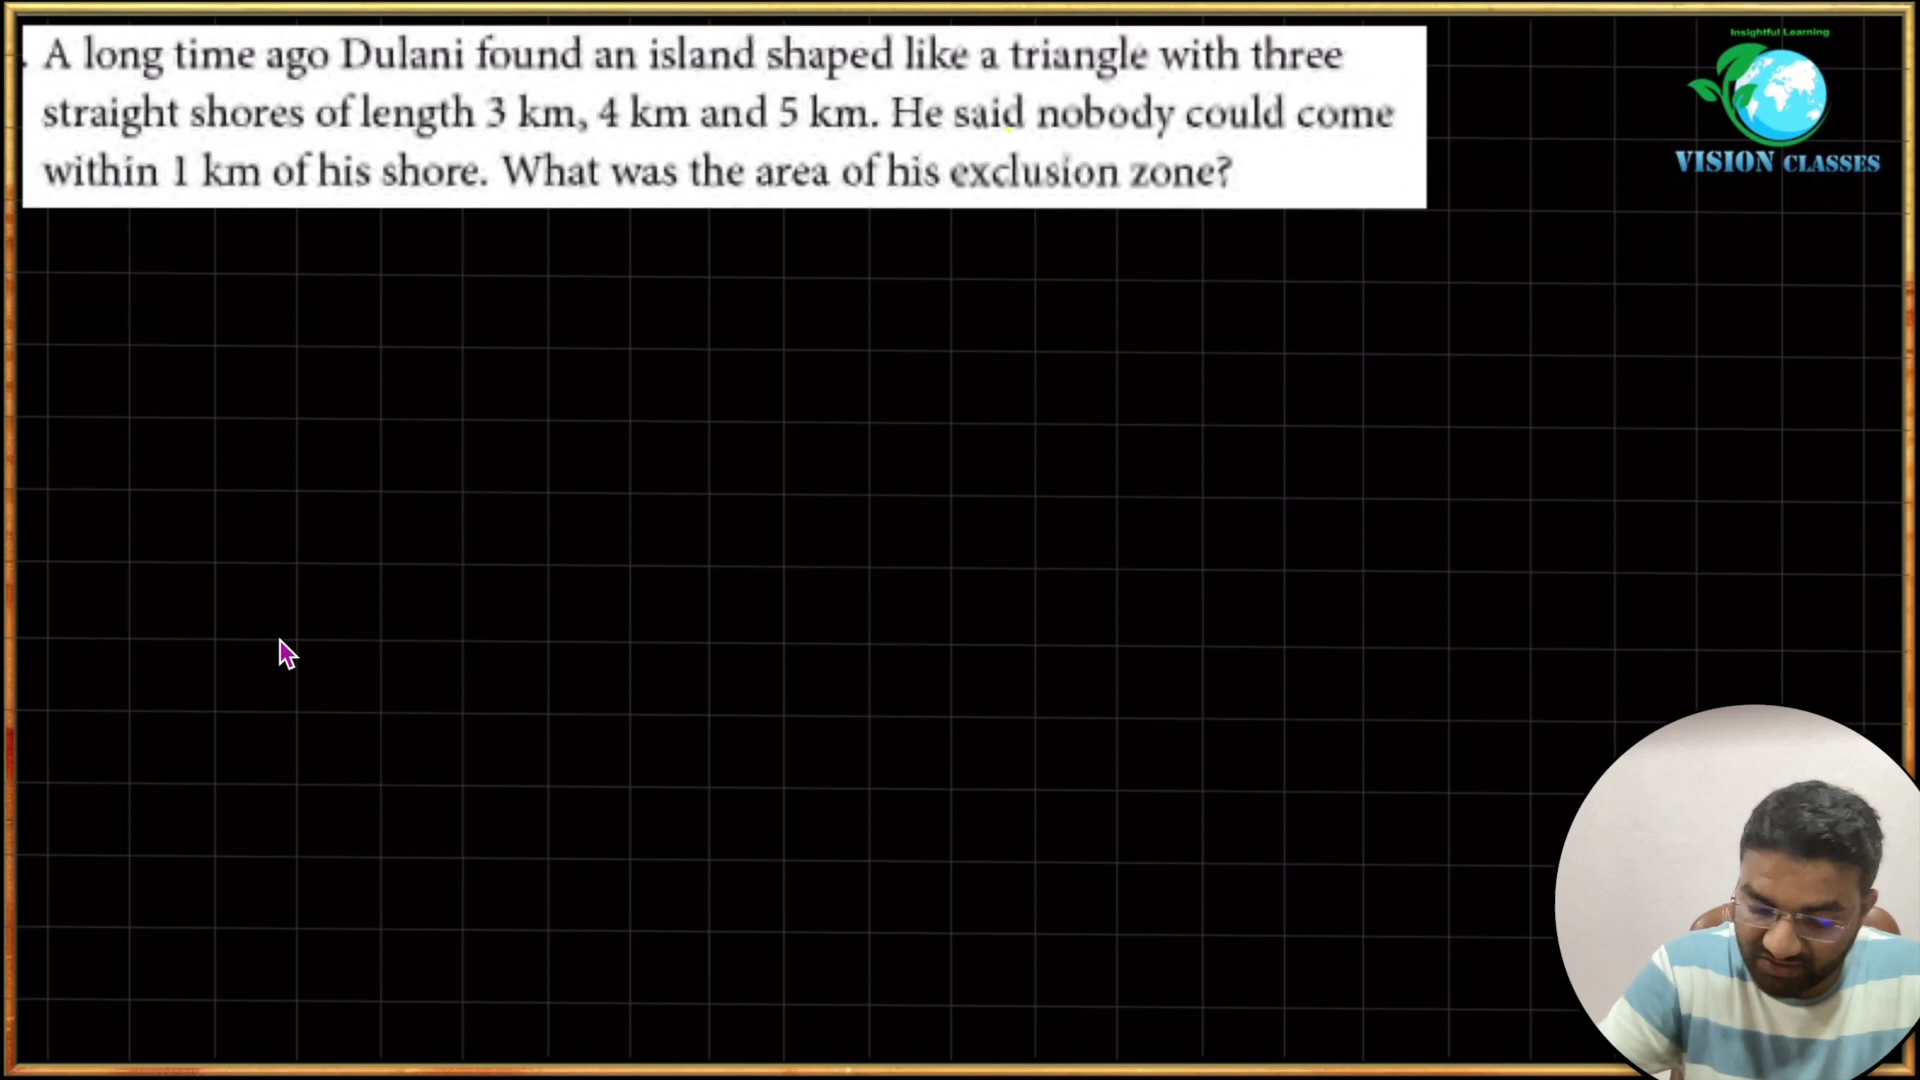 . A long time ago Dulani found an island shaped like a triangle with three
straight shores of length 3 km, 4 km and 5 km. He said nobody could come
within 1 km of his shore. What was the area of his exclusion zone?
Insightful Learning
VISION CLASSES